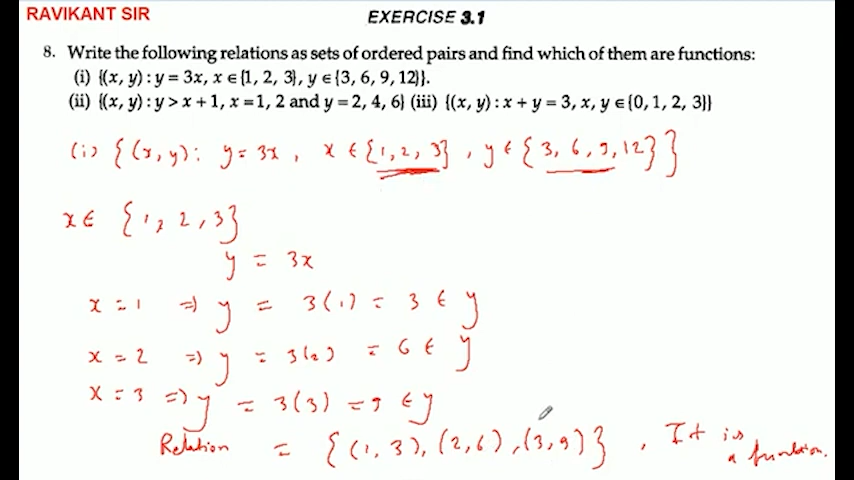 RAVIKANT SIR
EXERCISE 3.1
8. Write the following relations as sets of ordered pairs and find which of them are functions:
(i) {(x, y) : y = 3x, x ∈ {1, 2, 3}, y ∈ {3, 6, 9, 12}}.
(ii) {(x, y) : y > x + 1, x = 1, 2 and y = 2, 4, 6} (iii) {(x, y) : x + y = 3, x, y ∈ {0, 1, 2, 3}}
(i) { (x, y) : y = 3x , x ∈ {1, 2, 3} , y ∈ { 3, 6, 9, 12} }
x ∈ { 1, 2, 3 }
y = 3x
x = 1 => y = 3(1) = 3 ∈ y
x = 2 => y = 3(2) = 6 ∈ y
x = 3 => y = 3(3) = 9 ∈ y
Relation = { (1, 3), (2, 6), (3, 9) } , It is
a function.